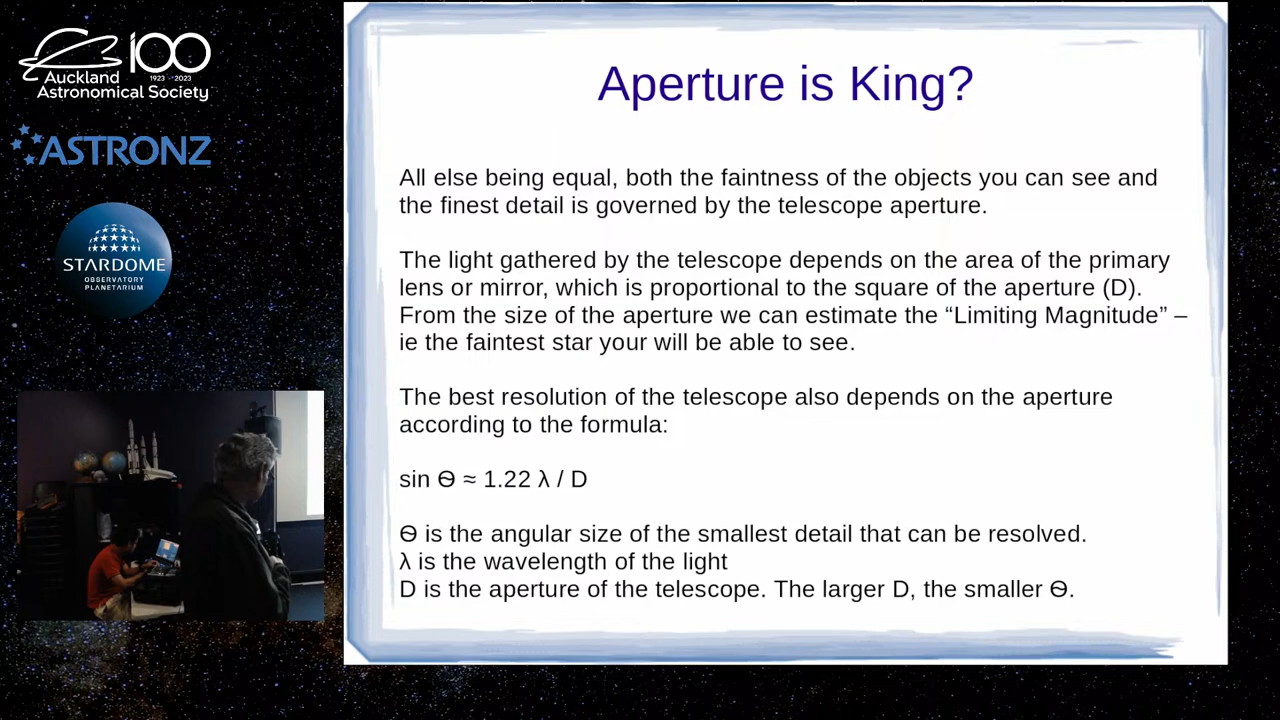 100
1923 - 2023
Auckland
Astronomical Society
ASTRONZ
STARDOME
OBSERVATORY
PLANETARIUM
Aperture is King?
All else being equal, both the faintness of the objects you can see and
the finest detail is governed by the telescope aperture.
The light gathered by the telescope depends on the area of the primary
lens or mirror, which is proportional to the square of the aperture (D).
From the size of the aperture we can estimate the “Limiting Magnitude” –
ie the faintest star your will be able to see.
The best resolution of the telescope also depends on the aperture
according to the formula:
sin ϴ ≈ 1.22 λ / D
ϴ is the angular size of the smallest detail that can be resolved.
λ is the wavelength of the light
D is the aperture of the telescope. The larger D, the smaller ϴ.